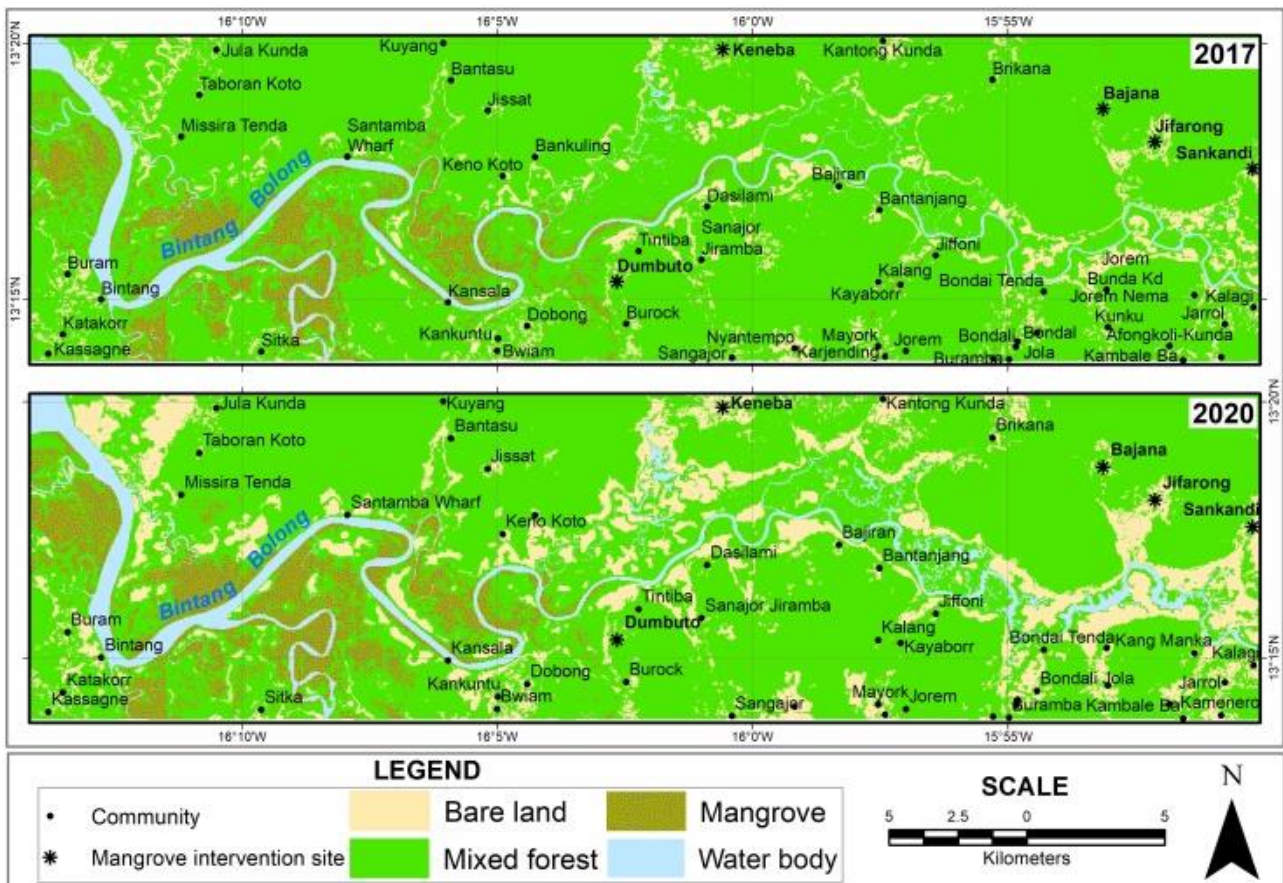 16°10'W 16°5'W 16°0'W 15°55'W
13°20'N
2017
Jula Kunda
Kuyang
Keneba
Kantong Kunda
Taboran Koto
Bantasu
Brikana
Bajana
Jissat
Missira Tenda
Santamba
Wharf
Bankuling
Jifarong
Keno Koto
Sankandi
Bintang Bolong
Bajiran
Dasilami
Bantanjang
Sanajor
Jiramba
Tintiba
Buram
Dumbuto
Jiffoni
Jorem
Bintang
Kalang
Bondai Tenda
Bunda Kd
13°15'N
Kansala
Kayaborr
Jorem Nema
Kalagi
Katakorr
Dobong
Burock
Kunku
Jarrol
Kankuntu
Nyantempo
Mayork
Bondali
Bondal
Afongkoli-Kunda
Kassagne
Sitka
Bwiam
Sangajor
Karjending
Jorem
Buramba
Jola
Kambale Ba
2020
13°20'N
Jula Kunda
Kuyang
Keneba
Kantong Kunda
Taboran Koto
Bantasu
Brikana
Bajana
Jissat
Missira Tenda
Santamba Wharf
Jifarong
Keno Koto
Sankandi
Bintang Bolong
Bajiran
Dasilami
Bantanjang
Tintiba
Sanajor Jiramba
Buram
Dumbuto
Jiffoni
Bintang
Kalang
Bondai Tenda
Kang Manka
13°15'N
Kansala
Kayaborr
Kalagi
Katakorr
Kankuntu
Dobong
Burock
Bondali Jola
Jarrol
Kassagne
Sitka
Bwiam
Sangajor
Mayork
Jorem
Buramba
Kambale Ba
Kamenero
16°10'W 16°5'W 16°0'W 15°55'W
LEGEND
Community
Mangrove intervention site
Bare land
Mixed forest
Mangrove
Water body
SCALE
5 2.5 0 5
Kilometers
N